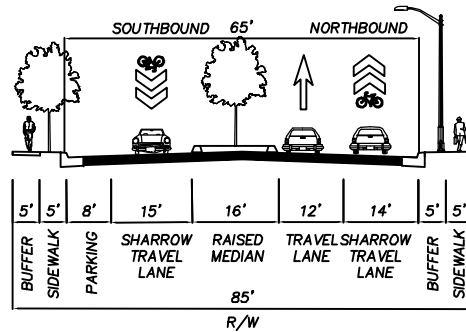 SOUTHBOUND 65' NORTHBOUND
5' 5' 8' 15' 16' 12' 14' 5' 5'
BUFFER
SIDEWALK
PARKING
SHARROW
TRAVEL
LANE
RAISED
MEDIAN
TRAVEL
LANE
SHARROW
TRAVEL
LANE
BUFFER
SIDEWALK
85'
R/W